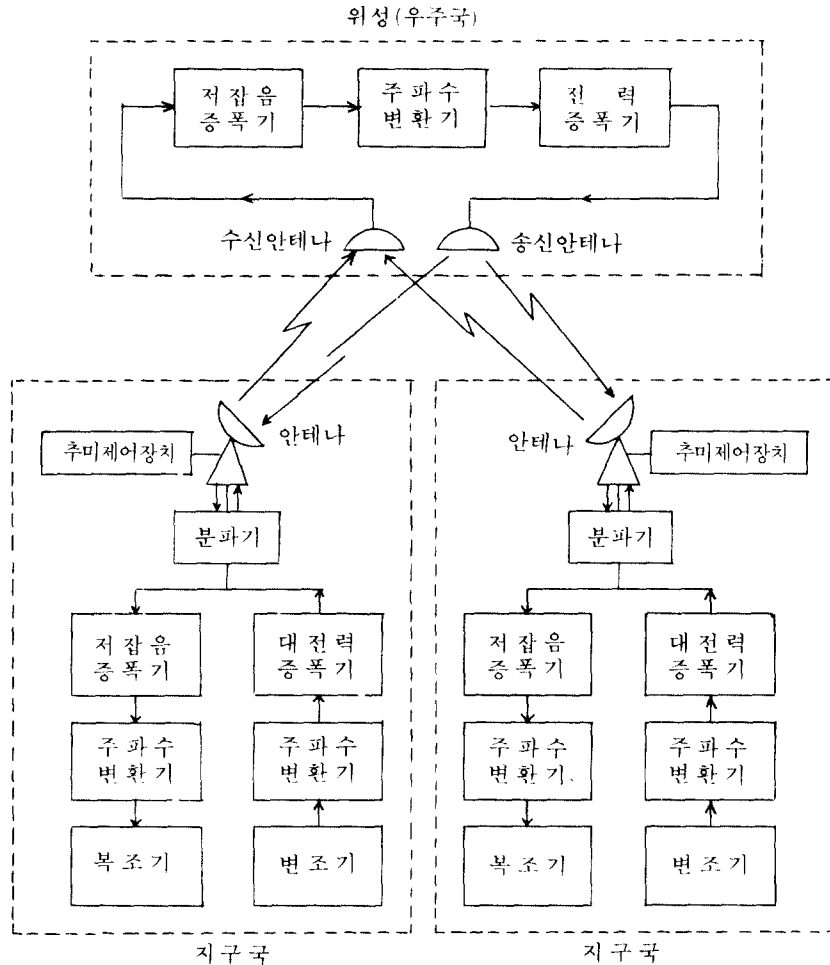 위성(우주국)
저잡음
증폭기
주파수
변환기
전력
증폭기
수신안테나
송신안테나
안테나
추미제어장치
분파기
저잡음
증폭기
대전력
증폭기
주파수
변환기
주파수
변환기
복조기
변조기
지구국
안테나
추미제어장치
분파기
저잡음
증폭기
대전력
증폭기
주파수
변환기.
주파수
변환기
복조기
변조기
지구국